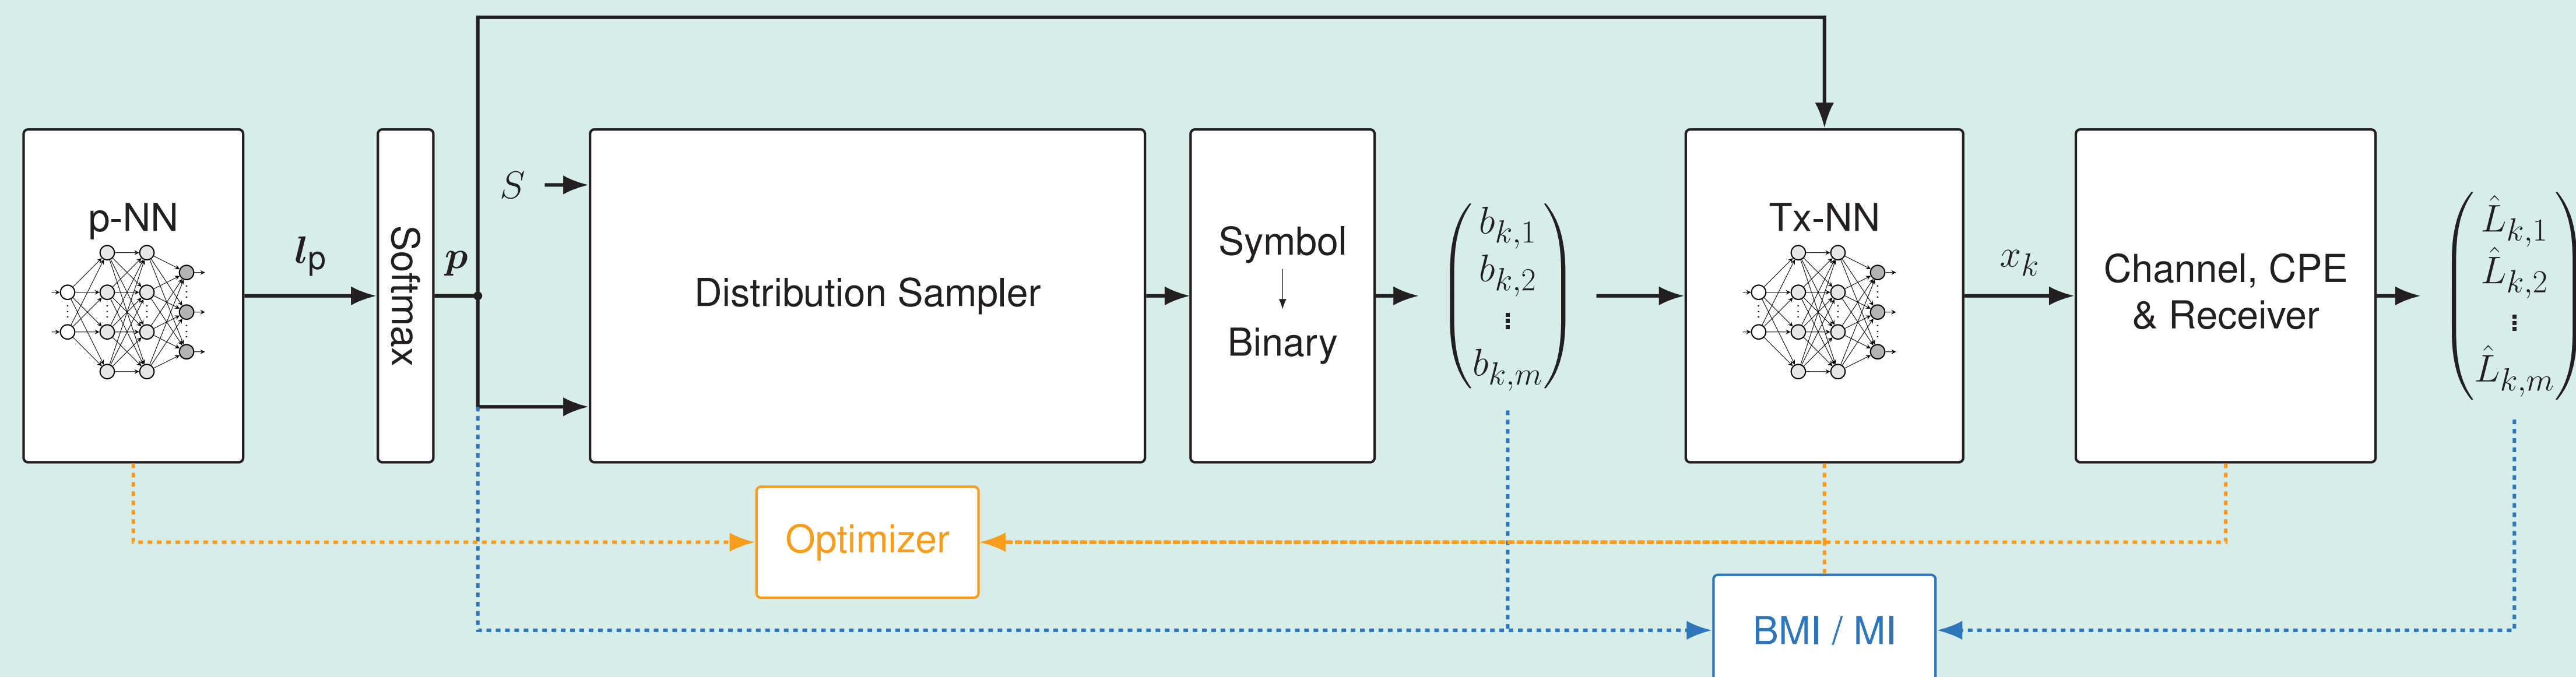 p-NN
l_p
Softmax
p
S
Distribution Sampler
Symbol
Binary
b_{k,1}
b_{k,2}
⋮
b_{k,m}
Tx-NN
x_k
Channel, CPE
& Receiver
L̂_{k,1}
L̂_{k,2}
⋮
L̂_{k,m}
Optimizer
BMI / MI